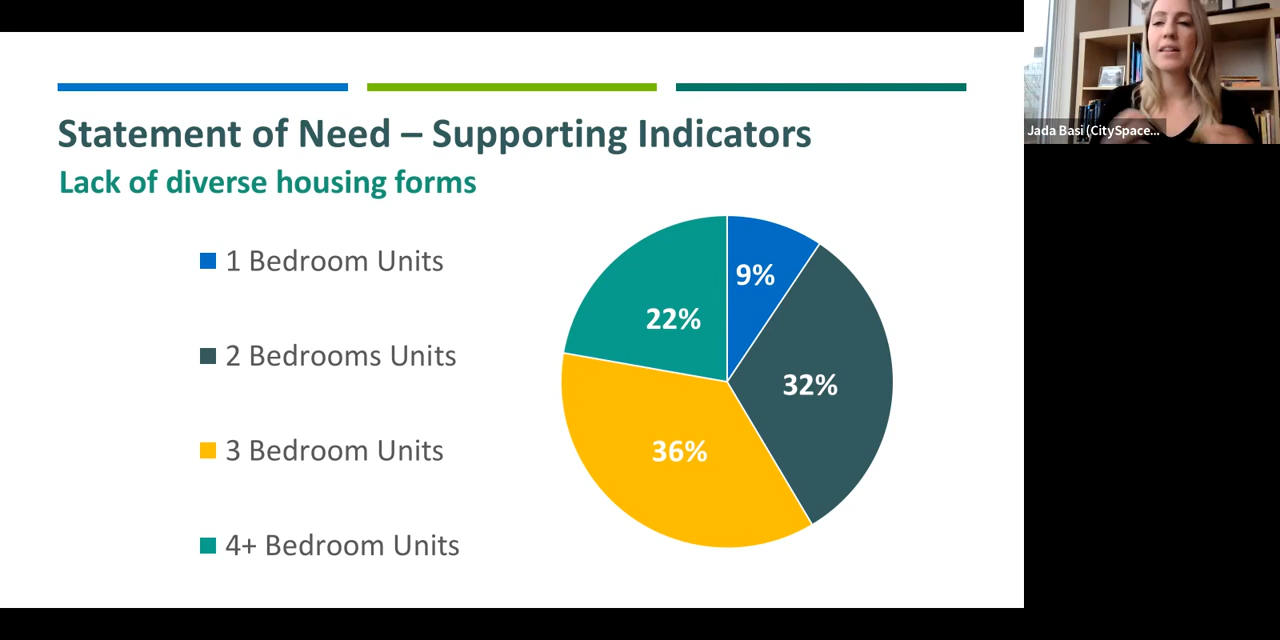 Statement of Need – Supporting Indicators
Lack of diverse housing forms
1 Bedroom Units
2 Bedrooms Units
3 Bedroom Units
4+ Bedroom Units
9%
22%
32%
36%
Jada Basi (CitySpace...